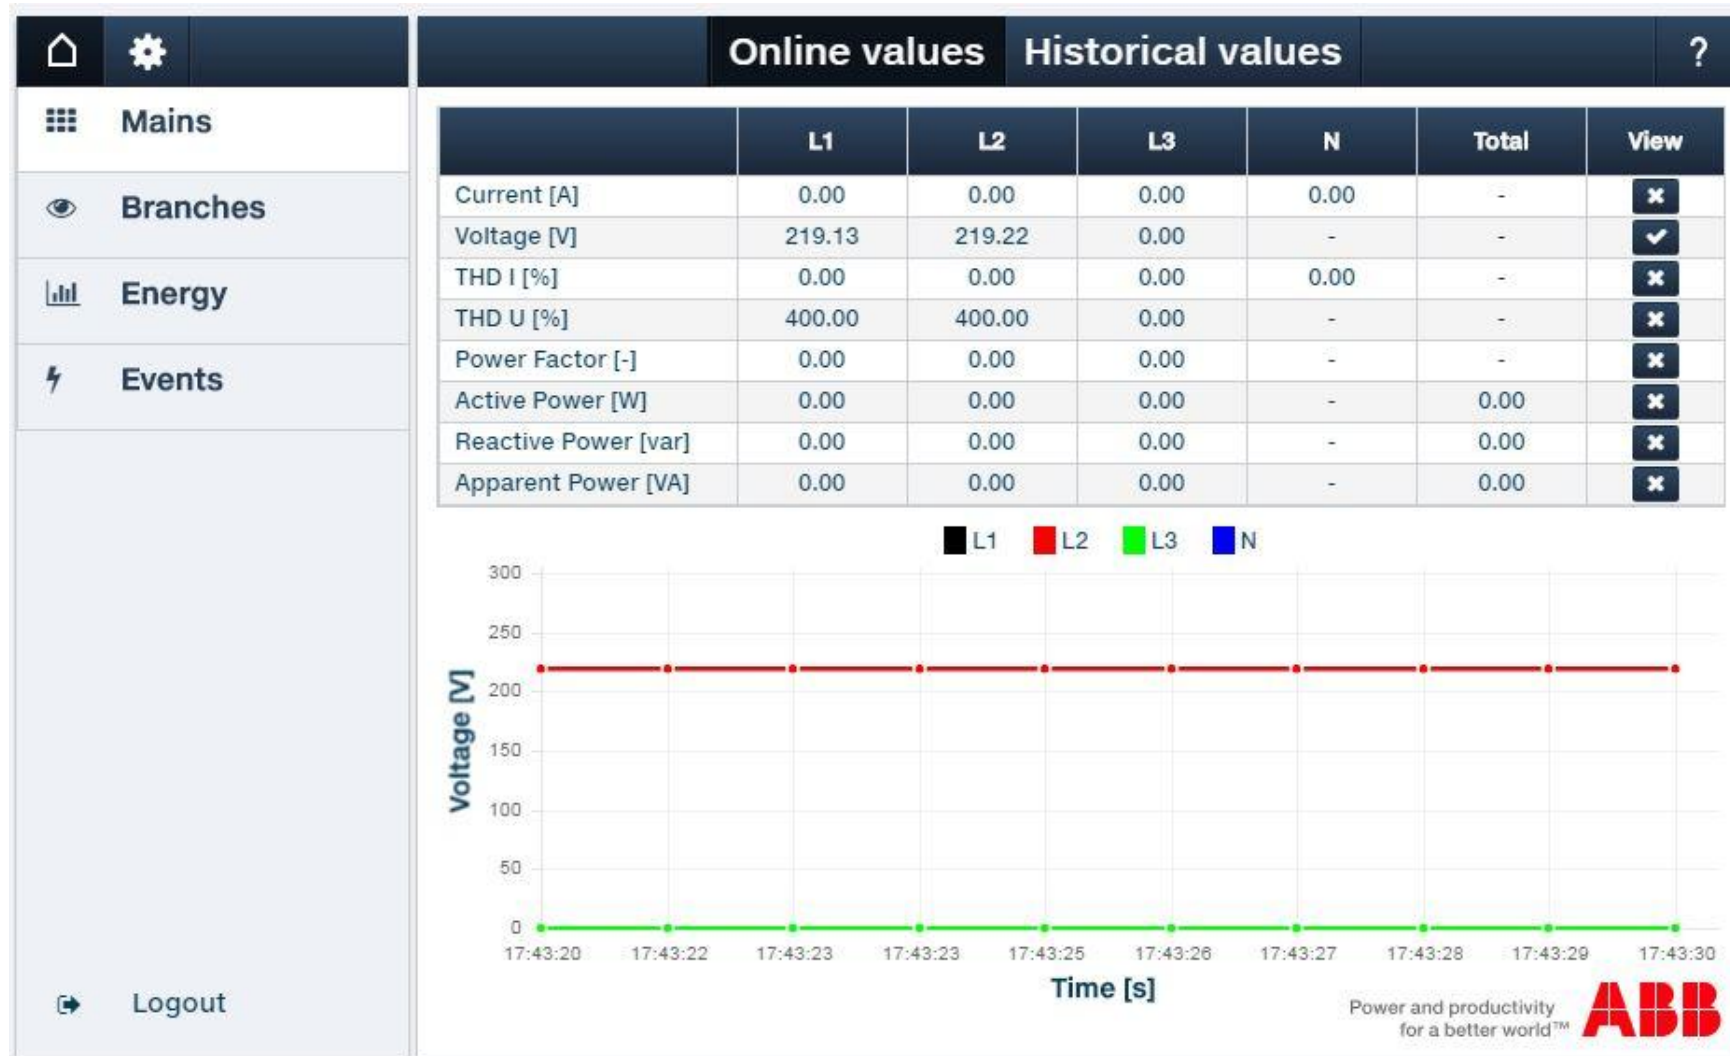 Online values Historical values ?
Mains
Branches
Energy
Events
Logout
L1 L2 L3 N Total View
Current [A] 0.00 0.00 0.00 0.00 -
Voltage [V] 219.13 219.22 0.00 - -
THD I [%] 0.00 0.00 0.00 0.00 -
THD U [%] 400.00 400.00 0.00 - -
Power Factor [-] 0.00 0.00 0.00 - -
Active Power [W] 0.00 0.00 0.00 - 0.00
Reactive Power [var] 0.00 0.00 0.00 - 0.00
Apparent Power [VA] 0.00 0.00 0.00 - 0.00
L1 L2 L3 N
Voltage [V]
300
250
200
150
100
50
0
17:43:20 17:43:22 17:43:23 17:43:23 17:43:25 17:43:26 17:43:27 17:43:28 17:43:29 17:43:30
Time [s]
Power and productivity
for a better world™
ABB